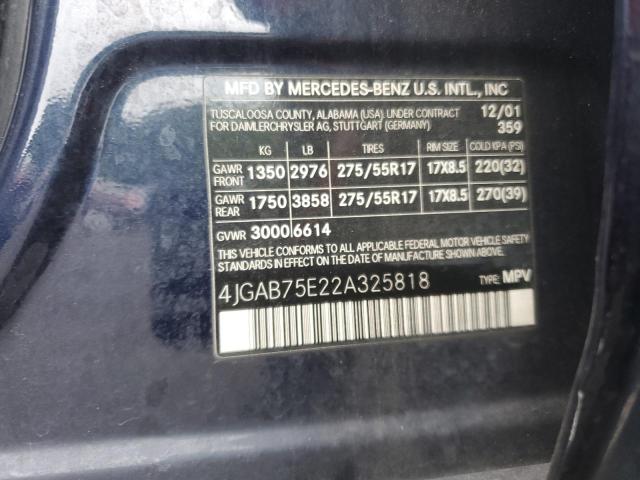 MFD BY MERCEDES-BENZ U.S. INTL., INC
TUSCALOOSA COUNTY, ALABAMA (USA). UNDER CONTRACT 12/01
FOR DAIMLERCHRYSLER AG, STUTTGART (GERMANY) 359
KG LB TIRES RIM SIZE COLD KPA (PSI)
GAWR FRONT 1350 2976 275/55R17 17X8.5 220(32)
GAWR REAR 1750 3858 275/55R17 17X8.5 270(39)
GVWR 3000 6614
THIS VEHICLE CONFORMS TO ALL APPLICABLE FEDERAL MOTOR VEHICLE SAFETY
STANDARDS IN EFFECT ON THE DATE OF MANUFACTURE SHOWN ABOVE.
4JGAB75E22A325818 TYPE: MPV